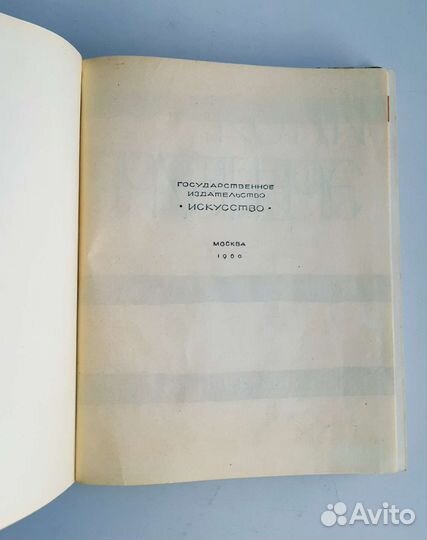 ГОСУДАРСТВЕННОЕ
ИЗДАТЕЛЬСТВО
• ИСКУССТВО •
МОСКВА
1960
Avito